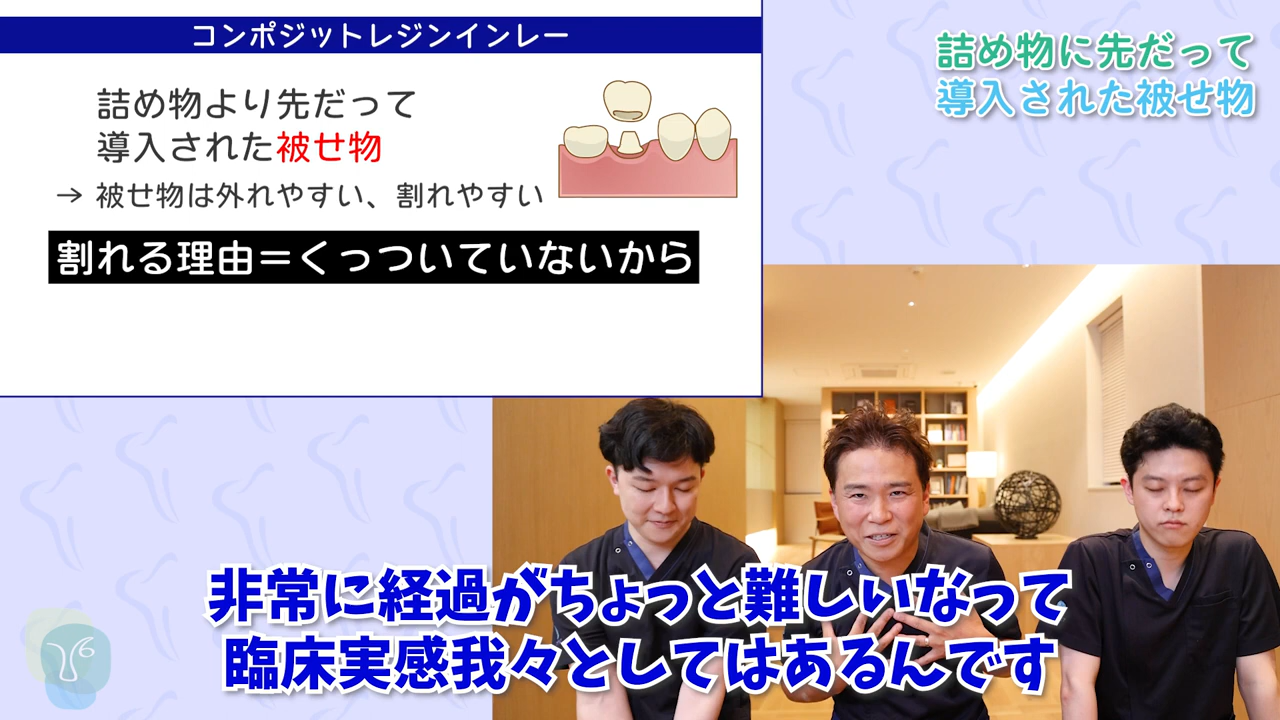 コンポジットレジンインレー
詰め物より先だって
導入された被せ物
→ 被せ物は外れやすい、割れやすい
割れる理由＝くっついていないから
詰め物に先だって
導入された被せ物
非常に経過がちょっと難しいなって
臨床実感我々としてはあるんです
6